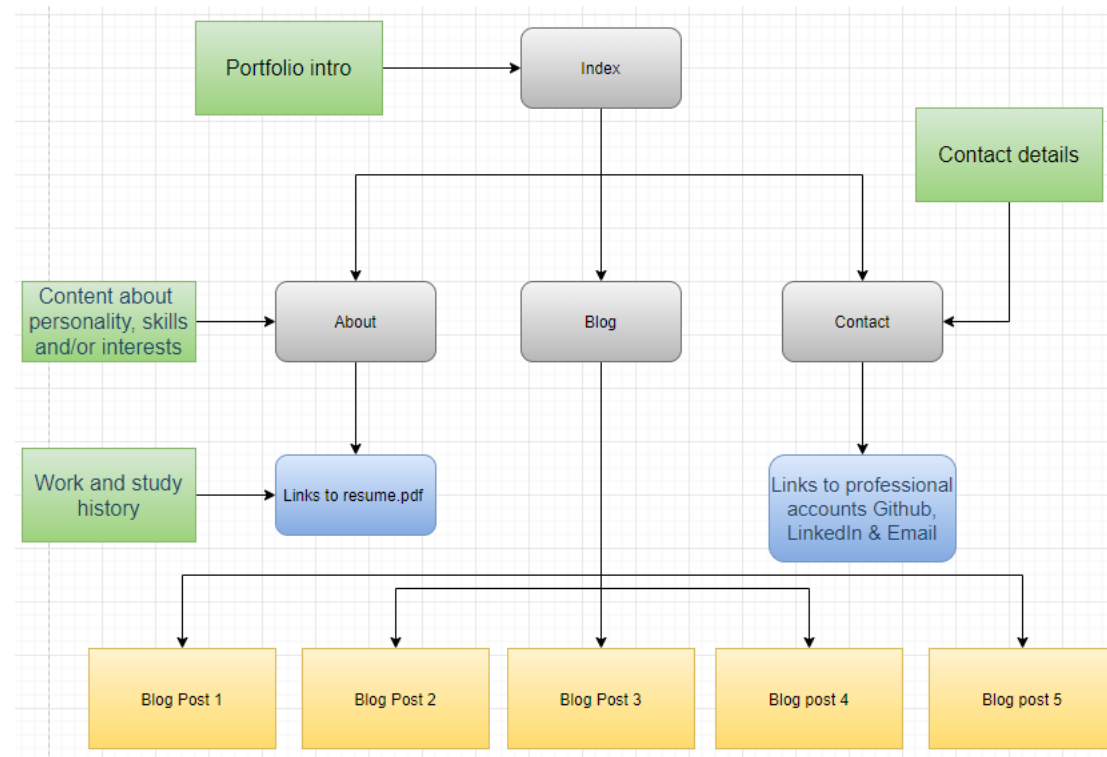 Portfolio intro
Index
Contact details
Content about
personality, skills
and/or interests
About
Blog
Contact
Work and study
history
Links to resume.pdf
Links to professional
accounts Github,
LinkedIn & Email
Blog Post 1
Blog Post 2
Blog Post 3
Blog post 4
Blog post 5